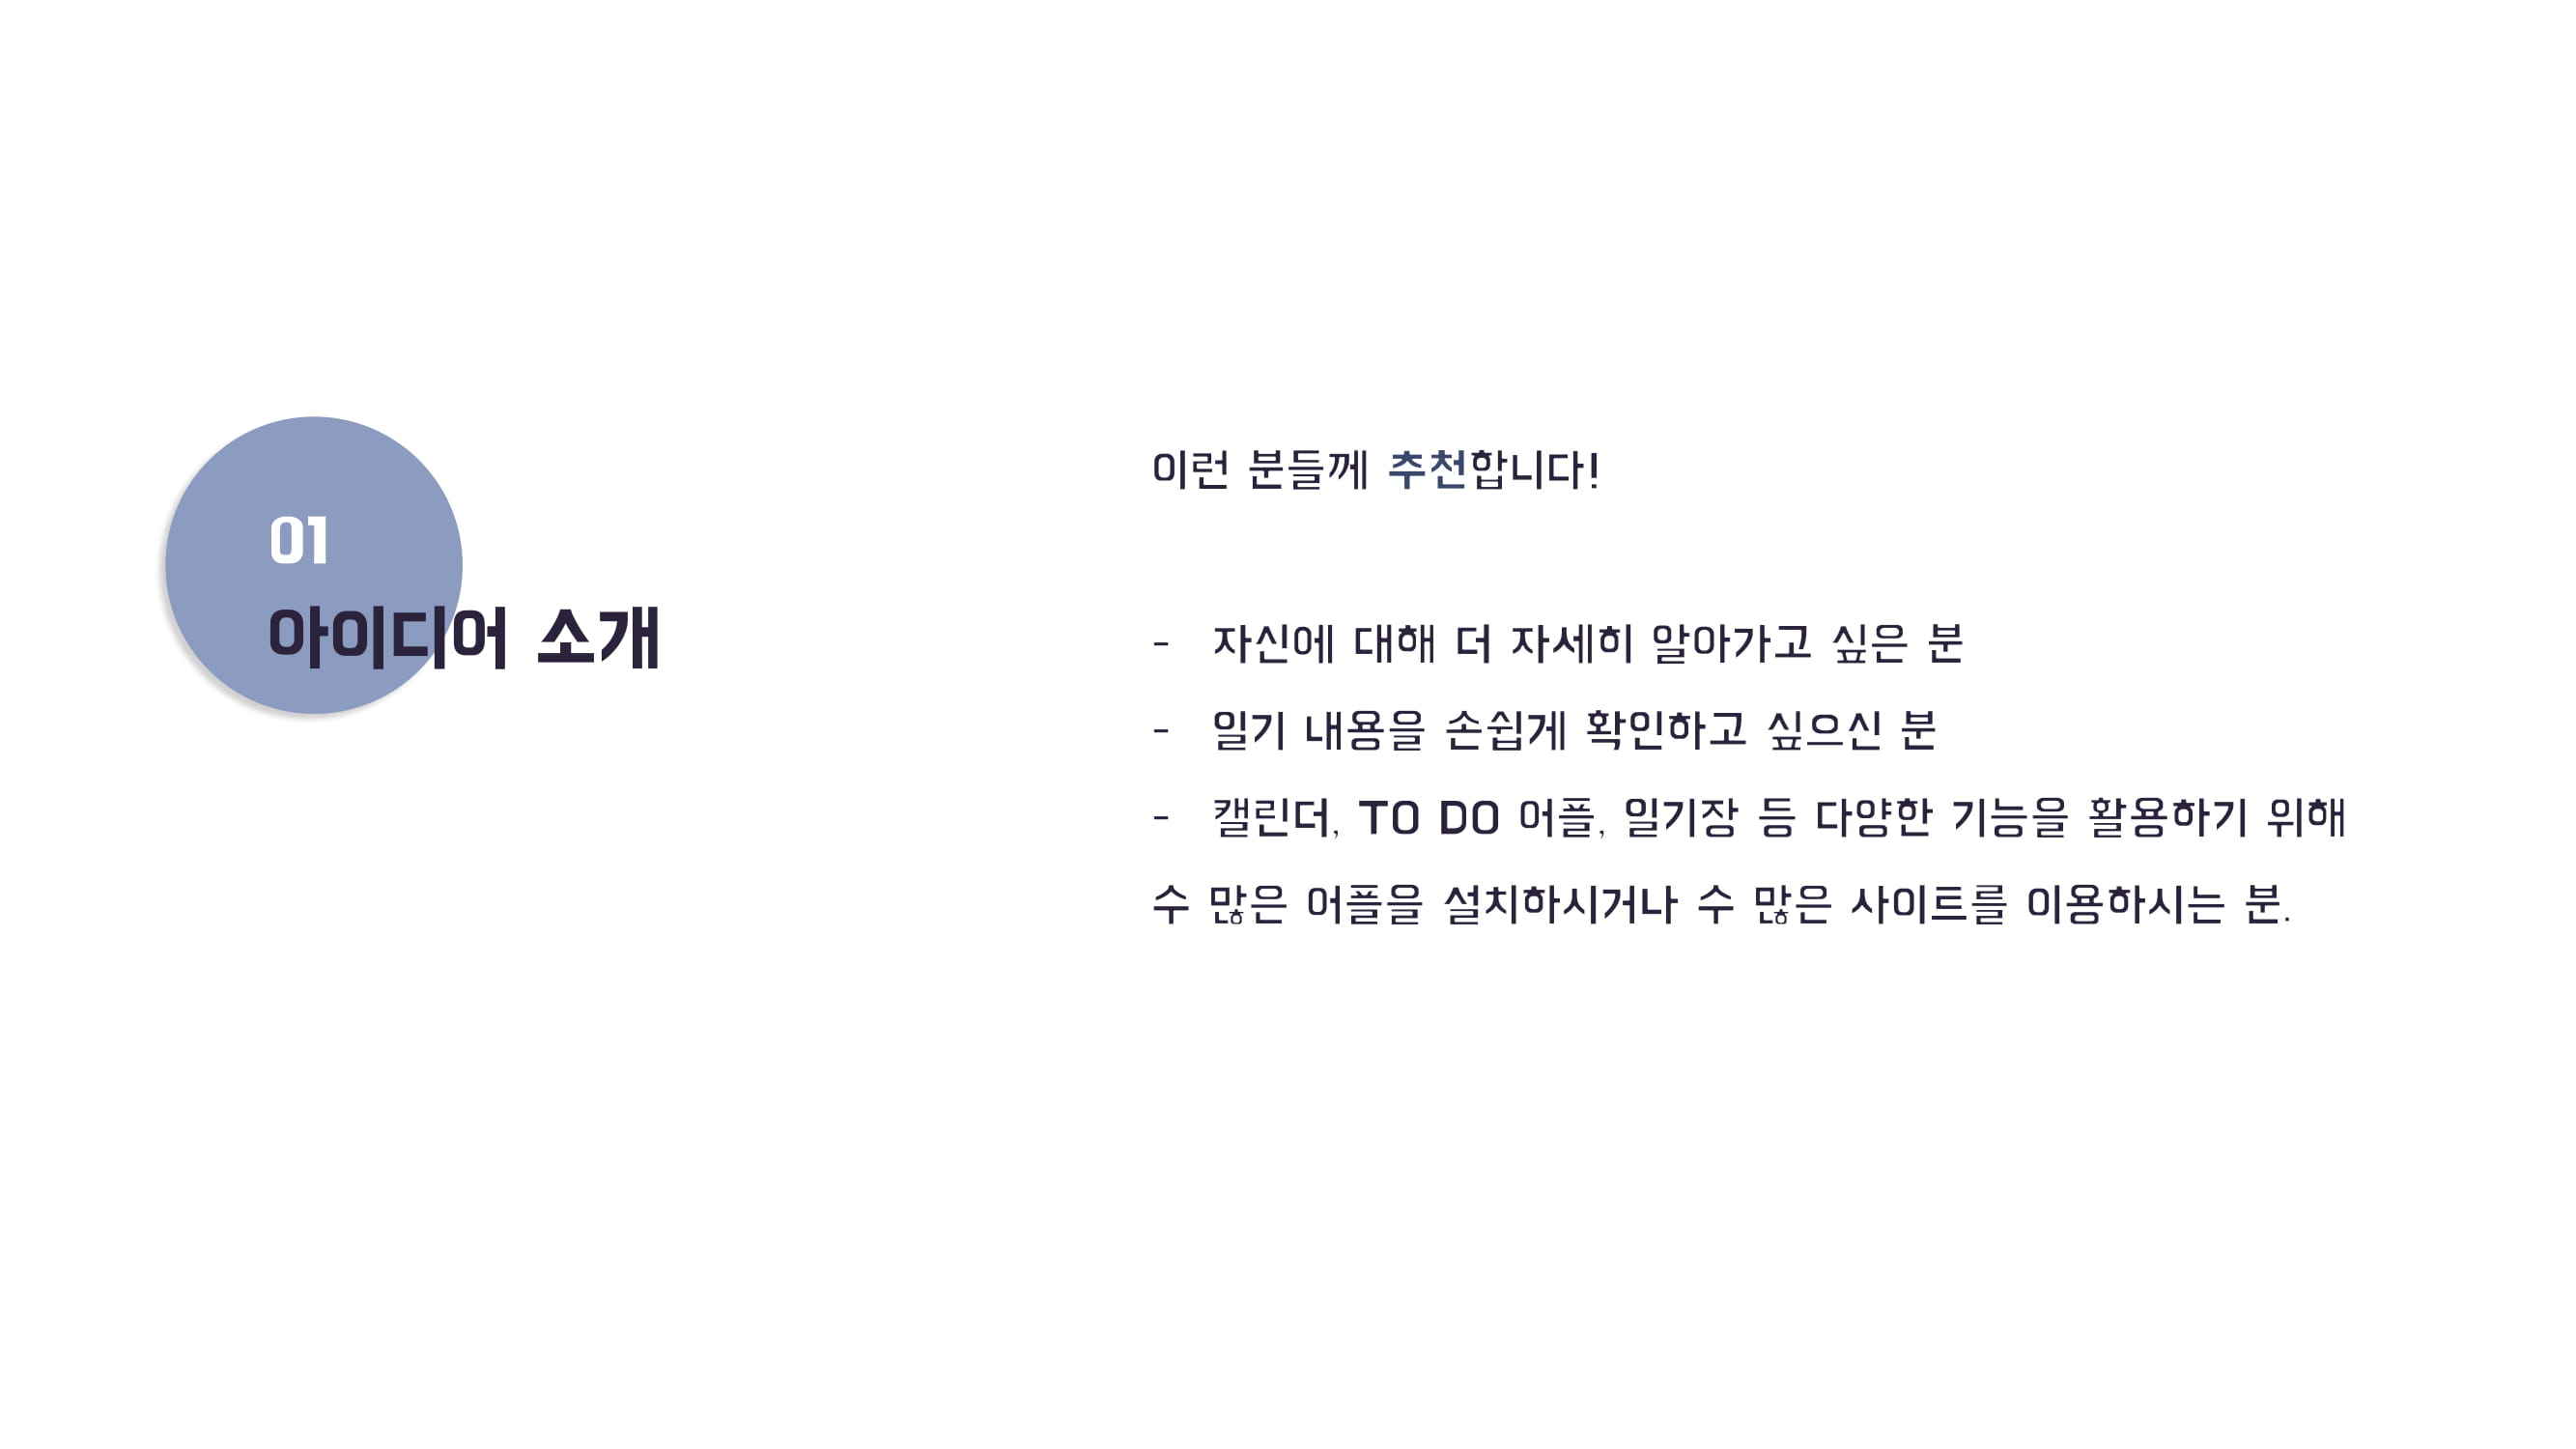 01
아이디어 소개
이런 분들께 추천합니다!
- 자신에 대해 더 자세히 알아가고 싶은 분
- 일기 내용을 손쉽게 확인하고 싶으신 분
- 캘린더, TO DO 어플, 일기장 등 다양한 기능을 활용하기 위해
수 많은 어플을 설치하시거나 수 많은 사이트를 이용하시는 분.